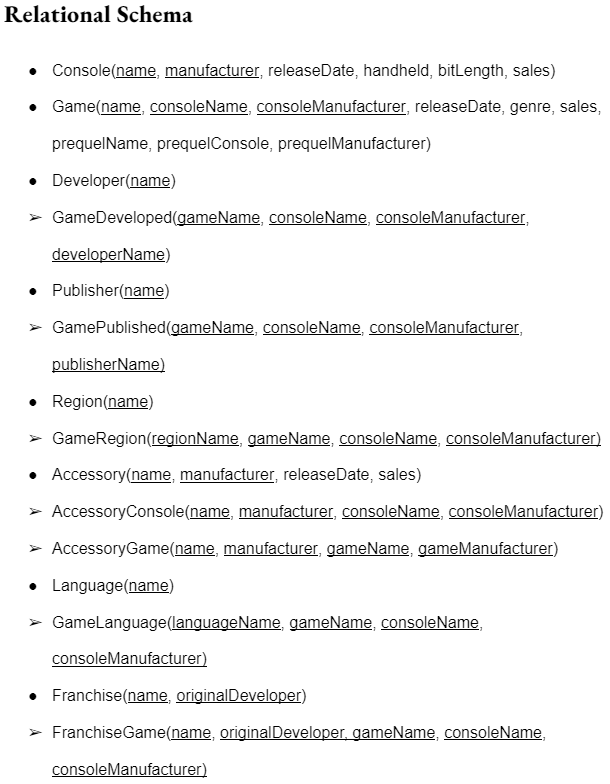 Relational Schema
● Console(name, manufacturer, releaseDate, handheld, bitLength, sales)
● Game(name, consoleName, consoleManufacturer, releaseDate, genre, sales,
prequelName, prequelConsole, prequelManufacturer)
● Developer(name)
➢ GameDeveloped(gameName, consoleName, consoleManufacturer,
developerName)
● Publisher(name)
➢ GamePublished(gameName, consoleName, consoleManufacturer,
publisherName)
● Region(name)
➢ GameRegion(regionName, gameName, consoleName, consoleManufacturer)
● Accessory(name, manufacturer, releaseDate, sales)
➢ AccessoryConsole(name, manufacturer, consoleName, consoleManufacturer)
➢ AccessoryGame(name, manufacturer, gameName, gameManufacturer)
● Language(name)
➢ GameLanguage(languageName, gameName, consoleName,
consoleManufacturer)
● Franchise(name, originalDeveloper)
➢ FranchiseGame(name, originalDeveloper, gameName, consoleName,
consoleManufacturer)